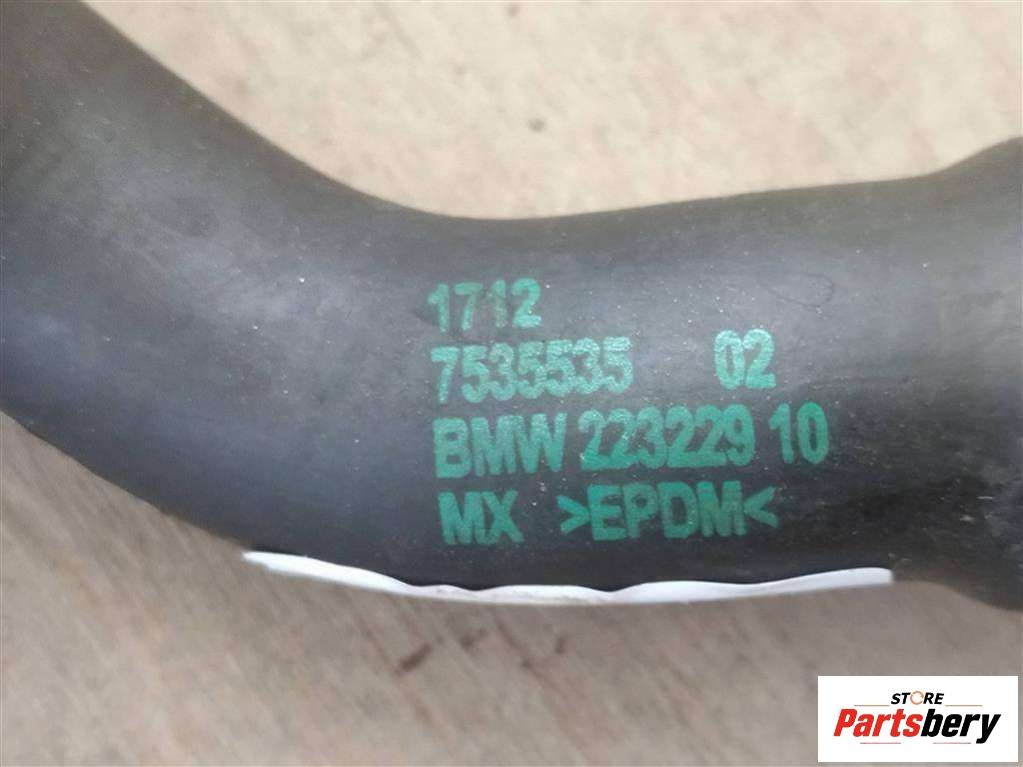 1712
7535535 02
BMW 223229 10
MX >EPDM<
STORE
Partsbery